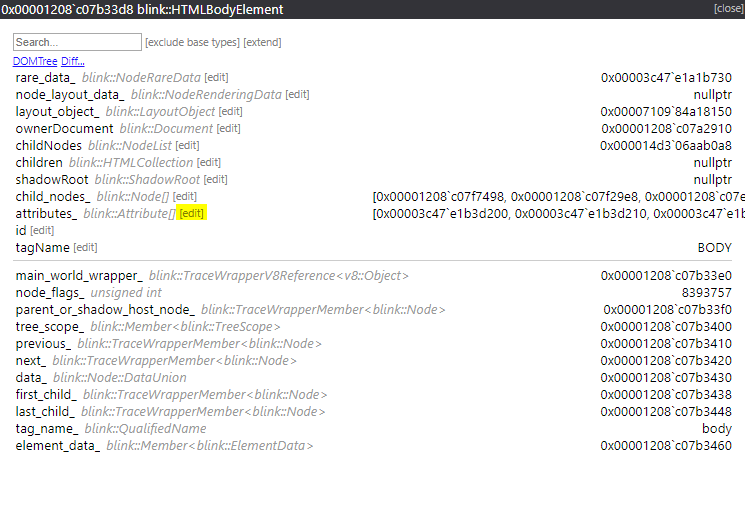 0x00001208`c07b33d8 blink::HTMLBodyElement [close]
Search... [exclude base types] [extend]
DOMTree Diff...
rare_data_ blink::NodeRareData [edit] 0x00003c47`e1a1b730
node_layout_data_ blink::NodeRenderingData [edit] nullptr
layout_object_ blink::LayoutObject [edit] 0x00007109`84a18150
ownerDocument blink::Document [edit] 0x00001208`c07a2910
childNodes blink::NodeList [edit] 0x000014d3`06aab0a8
children blink::HTMLCollection [edit] nullptr
shadowRoot blink::ShadowRoot [edit] nullptr
child_nodes_ blink::Node[] [edit] [0x00001208`c07f7498, 0x00001208`c07f29e8, 0x00001208`c07e
attributes_ blink::Attribute[] [edit] [0x00003c47`e1b3d200, 0x00003c47`e1b3d210, 0x00003c47`e1b
id [edit]
tagName [edit] BODY
main_world_wrapper_ blink::TraceWrapperV8Reference<v8::Object> 0x00001208`c07b33e0
node_flags_ unsigned int 8393757
parent_or_shadow_host_node_ blink::TraceWrapperMember<blink::Node> 0x00001208`c07b33f0
tree_scope_ blink::Member<blink::TreeScope> 0x00001208`c07b3400
previous_ blink::TraceWrapperMember<blink::Node> 0x00001208`c07b3410
next_ blink::TraceWrapperMember<blink::Node> 0x00001208`c07b3420
data_ blink::Node::DataUnion 0x00001208`c07b3430
first_child_ blink::TraceWrapperMember<blink::Node> 0x00001208`c07b3438
last_child_ blink::TraceWrapperMember<blink::Node> 0x00001208`c07b3448
tag_name_ blink::QualifiedName body
element_data_ blink::Member<blink::ElementData> 0x00001208`c07b3460